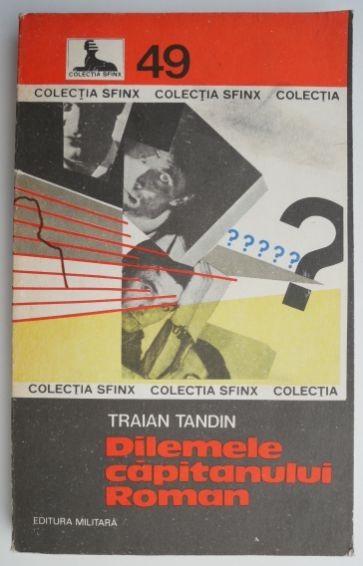 COLECȚIA SFINX
49
COLECȚIA SFINX COLECȚIA SFINX COLECȚIA
?????
?
COLECȚIA SFINX COLECȚIA SFINX COLECȚIA
TRAIAN TANDIN
Dilemele
căpitanului
Roman
EDITURA MILITARĂ